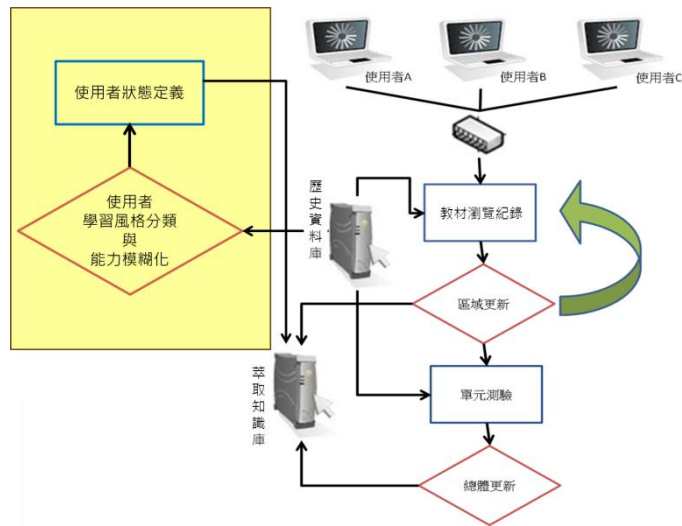 使用者A
使用者B
使用者C
使用者狀態定義
使用者
學習風格分類
與
能力模糊化
歷史資料庫
教材瀏覽紀錄
區域更新
萃取知識庫
單元測驗
總體更新